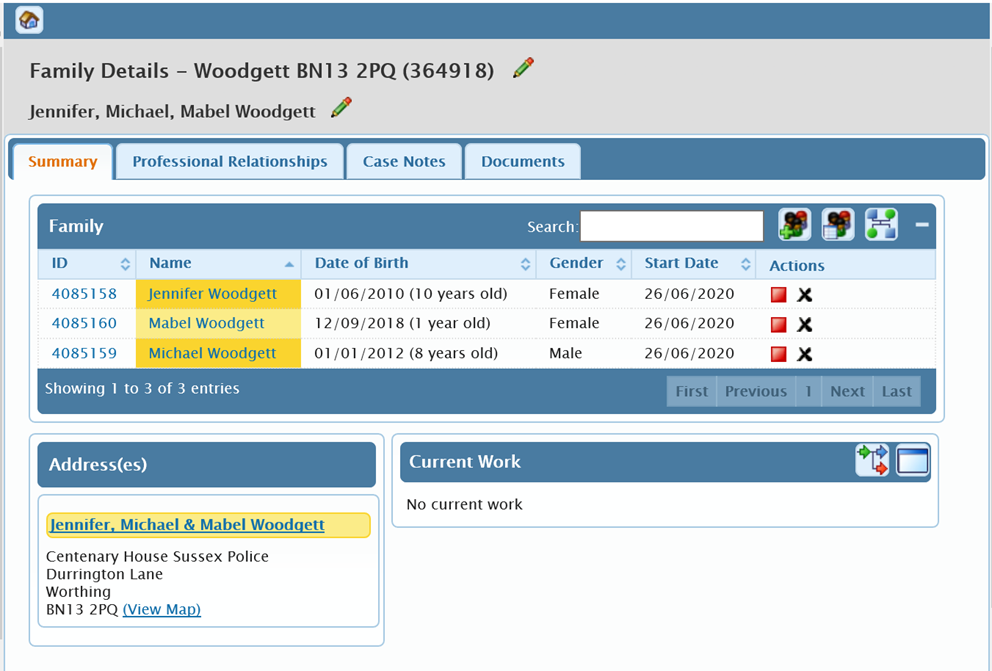 Family Details – Woodgett BN13 2PQ (364918)
Jennifer, Michael, Mabel Woodgett
Summary Professional Relationships Case Notes Documents
Family Search:
ID Name Date of Birth Gender Start Date Actions
4085158 Jennifer Woodgett 01/06/2010 (10 years old) Female 26/06/2020
4085160 Mabel Woodgett 12/09/2018 (1 year old) Female 26/06/2020
4085159 Michael Woodgett 01/01/2012 (8 years old) Male 26/06/2020
Showing 1 to 3 of 3 entries First Previous 1 Next Last
Address(es)
Jennifer, Michael & Mabel Woodgett
Centenary House Sussex Police
Durrington Lane
Worthing
BN13 2PQ (View Map)
Current Work
No current work